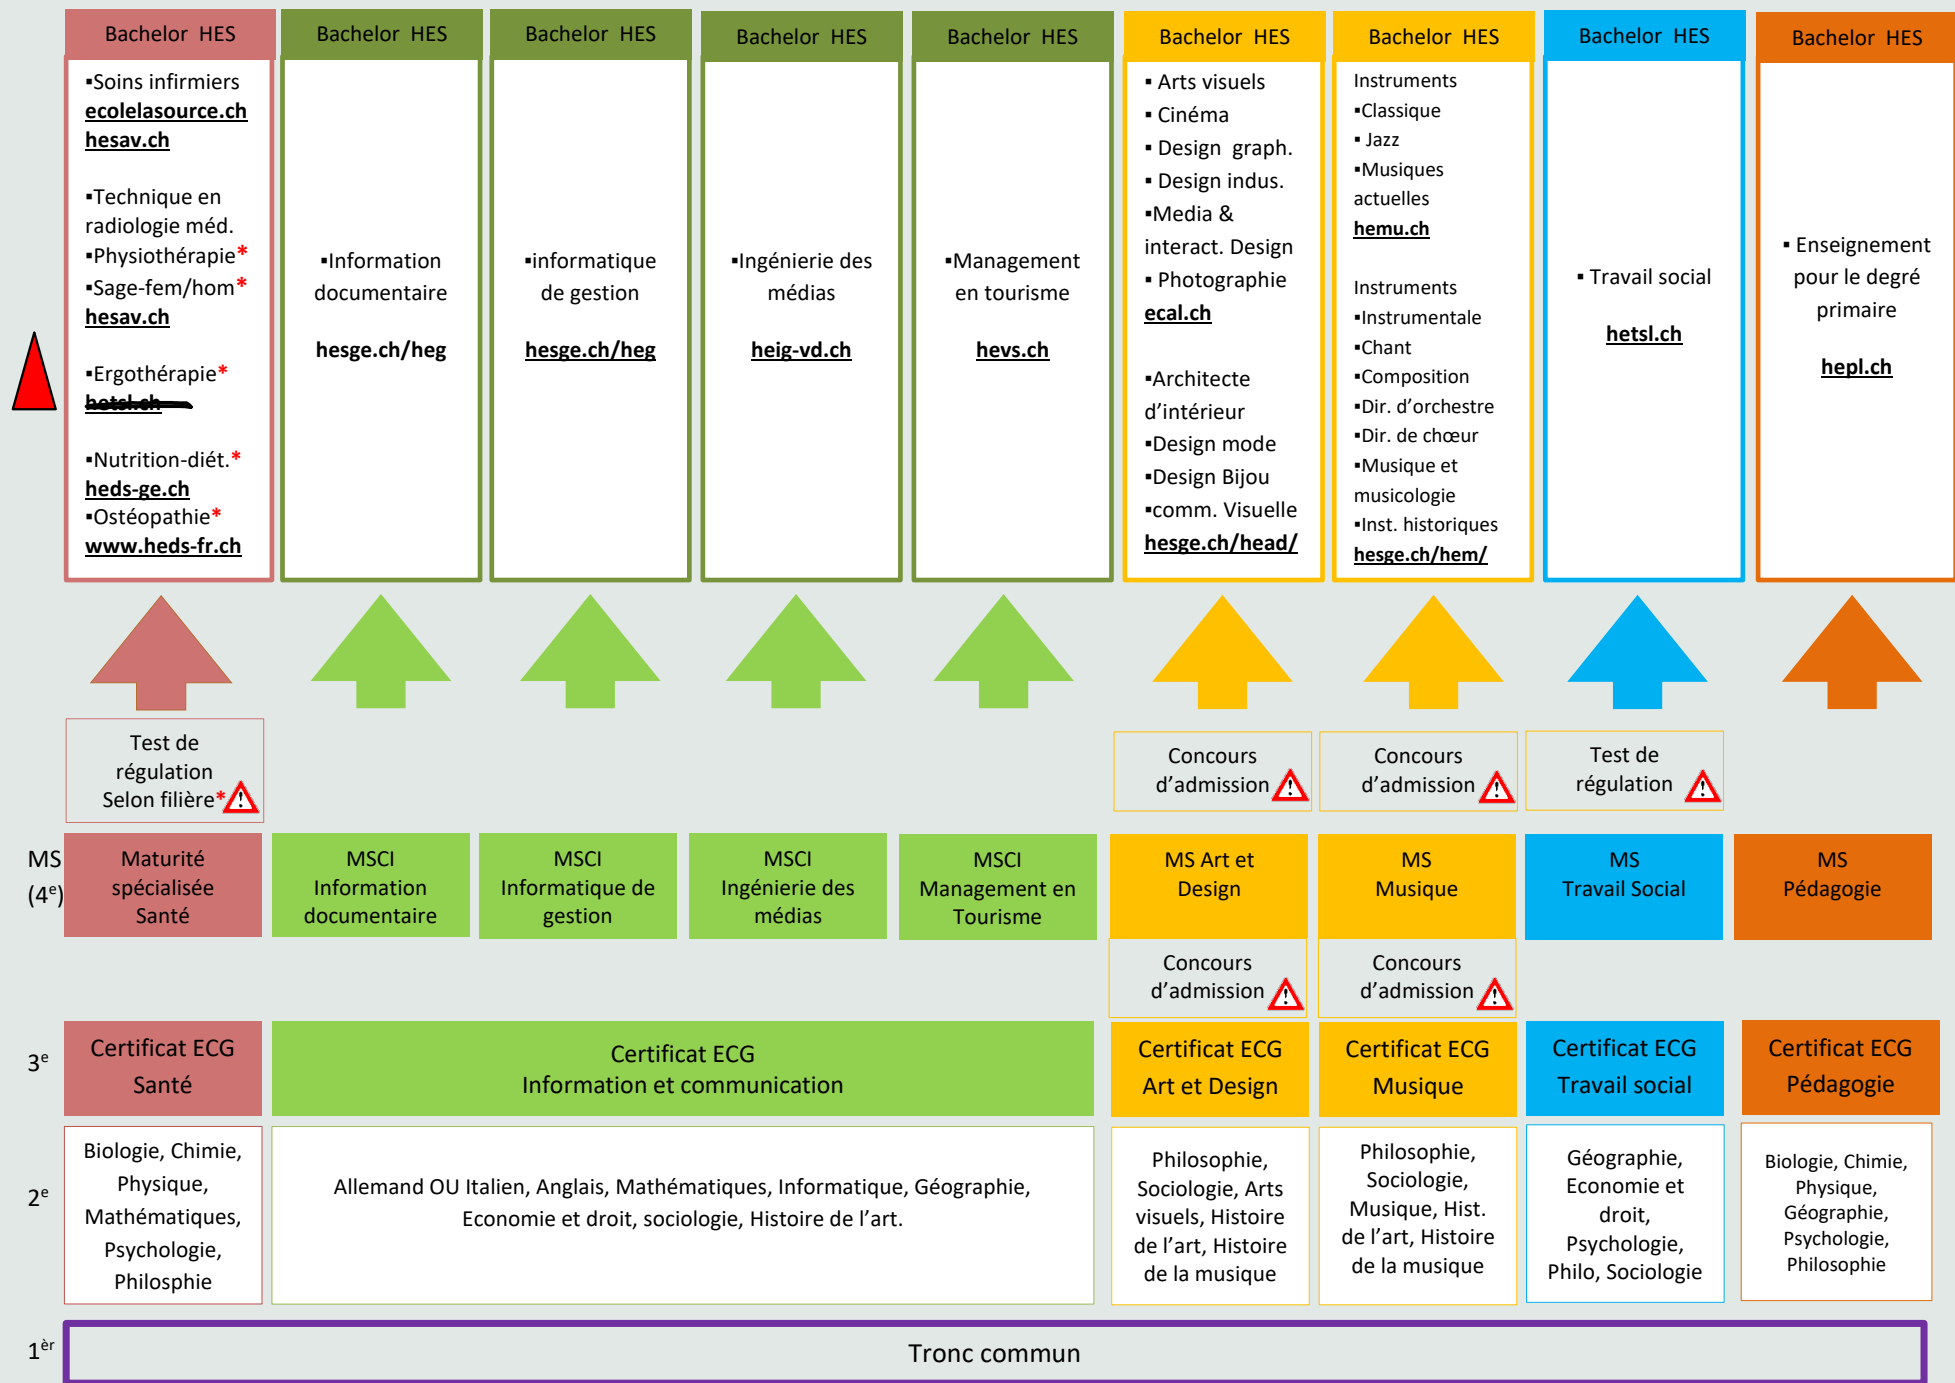 Bachelor HES
▪Soins infirmiers
ecolelasource.ch
hesav.ch
▪Technique en
radiologie méd.
▪Physiothérapie*
▪Sage-fem/hom*
hesav.ch
▪Ergothérapie*
hetsl.ch
▪Nutrition-diét.*
heds-ge.ch
▪Ostéopathie*
www.heds-fr.ch
Bachelor HES
▪Information
documentaire
hesge.ch/heg
Bachelor HES
▪informatique
de gestion
hesge.ch/heg
Bachelor HES
▪Ingénierie des
médias
heig-vd.ch
Bachelor HES
▪Management
en tourisme
hevs.ch
Bachelor HES
▪ Arts visuels
▪ Cinéma
▪ Design graph.
▪ Design indus.
▪Media &
interact. Design
▪ Photographie
ecal.ch
▪Architecte
d'intérieur
▪Design mode
▪Design Bijou
▪comm. Visuelle
hesge.ch/head/
Bachelor HES
Instruments
▪Classique
▪ Jazz
▪Musiques
actuelles
hemu.ch
Instruments
▪Instrumentale
▪Chant
▪Composition
▪Dir. d'orchestre
▪Dir. de chœur
▪Musique et
musicologie
▪Inst. historiques
hesge.ch/hem/
Bachelor HES
▪ Travail social
hetsl.ch
Bachelor HES
▪ Enseignement
pour le degré
primaire
hepl.ch
Test de
régulation
Selon filière*
!
Concours
d'admission
!
Concours
d'admission
!
Test de
régulation
!
MS
(4e)
Maturité
spécialisée
Santé
MSCI
Information
documentaire
MSCI
Informatique de
gestion
MSCI
Ingénierie des
médias
MSCI
Management en
Tourisme
MS Art et
Design
MS
Musique
MS
Travail Social
MS
Pédagogie
Concours
d'admission
!
Concours
d'admission
!
3e
Certificat ECG
Santé
Certificat ECG
Information et communication
Certificat ECG
Art et Design
Certificat ECG
Musique
Certificat ECG
Travail social
Certificat ECG
Pédagogie
2e
Biologie, Chimie,
Physique,
Mathématiques,
Psychologie,
Philosphie
Allemand OU Italien, Anglais, Mathématiques, Informatique, Géographie,
Economie et droit, sociologie, Histoire de l'art.
Philosophie,
Sociologie, Arts
visuels, Histoire
de l'art, Histoire
de la musique
Philosophie,
Sociologie,
Musique, Hist.
de l'art, Histoire
de la musique
Géographie,
Economie et
droit,
Psychologie,
Philo, Sociologie
Biologie, Chimie,
Physique,
Géographie,
Psychologie,
Philosophie
1èr
Tronc commun